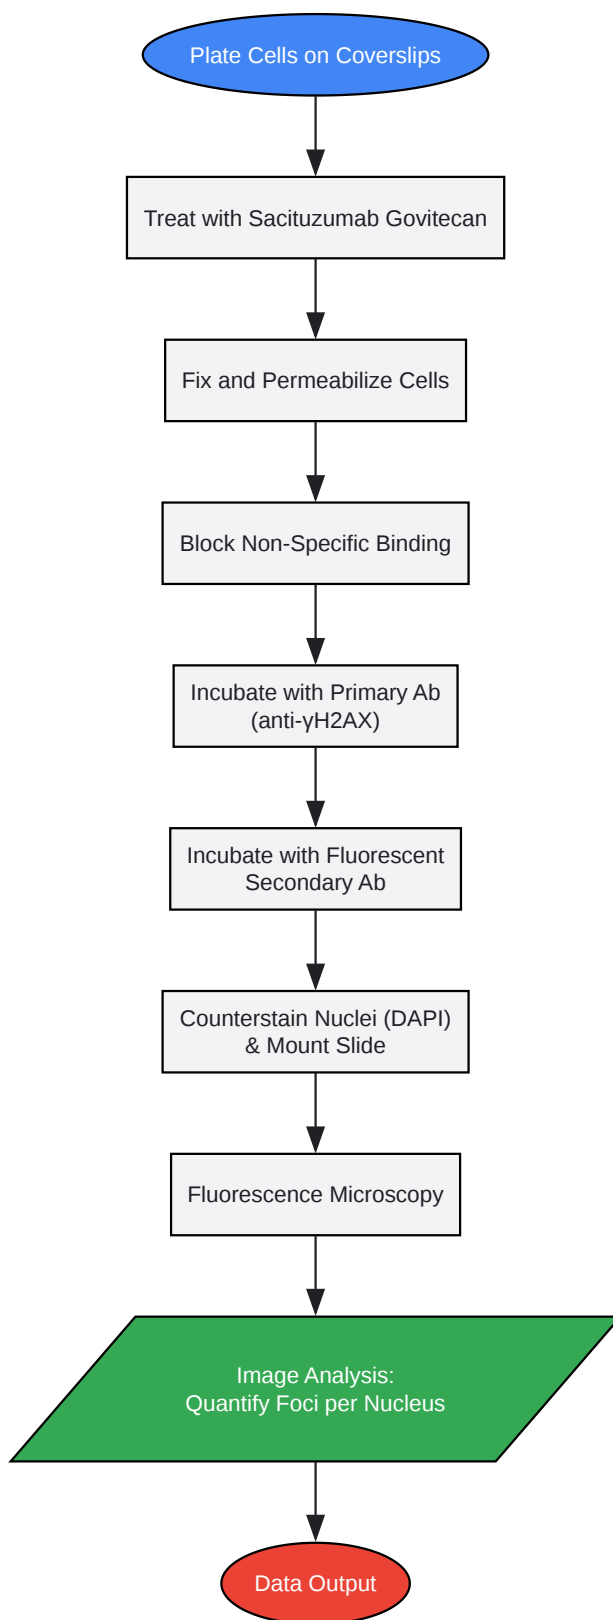 Plate Cells on Coverslips
Treat with Sacituzumab Govitecan
Fix and Permeabilize Cells
Block Non-Specific Binding
Incubate with Primary Ab
(anti-γH2AX)
Incubate with Fluorescent
Secondary Ab
Counterstain Nuclei (DAPI)
& Mount Slide
Fluorescence Microscopy
Image Analysis:
Quantify Foci per Nucleus
Data Output